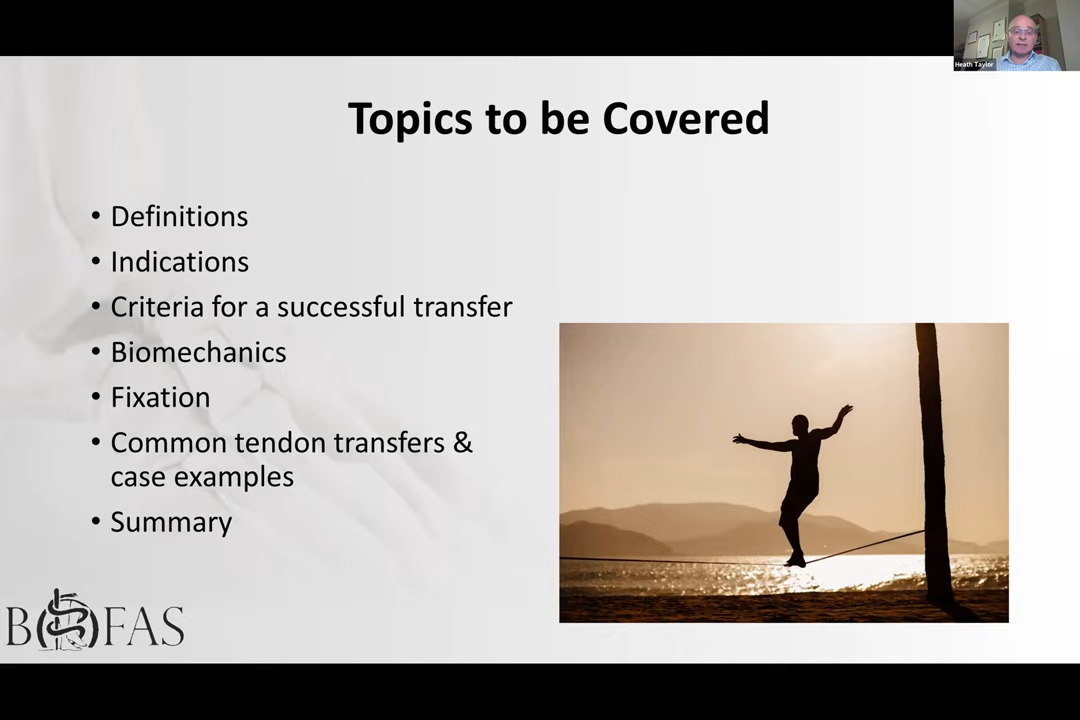 Heath Taylor
Topics to be Covered
• Definitions
• Indications
• Criteria for a successful transfer
• Biomechanics
• Fixation
• Common tendon transfers &
case examples
• Summary
BOFAS